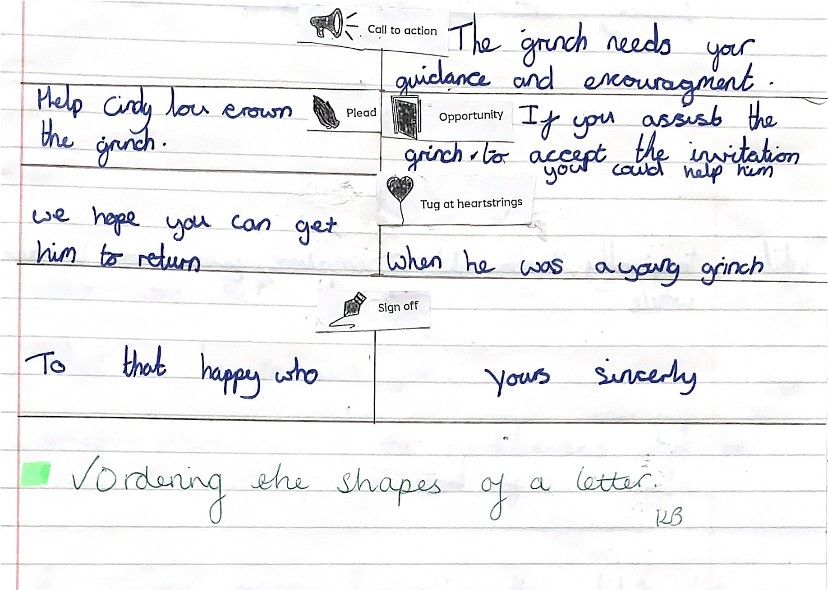 Call to action The grinch needs your
guidance and encouragment.
Help Cindy lou crown
the grinch.
Plead
Opportunity If you assist the
grinch to accept the invitation
you could help him
Tug at heartstrings
we hope you can get
him to return
When he was a young grinch
Sign off
To that happy who
yours sincerly
✓Ordering the shapes of a letter.
KB